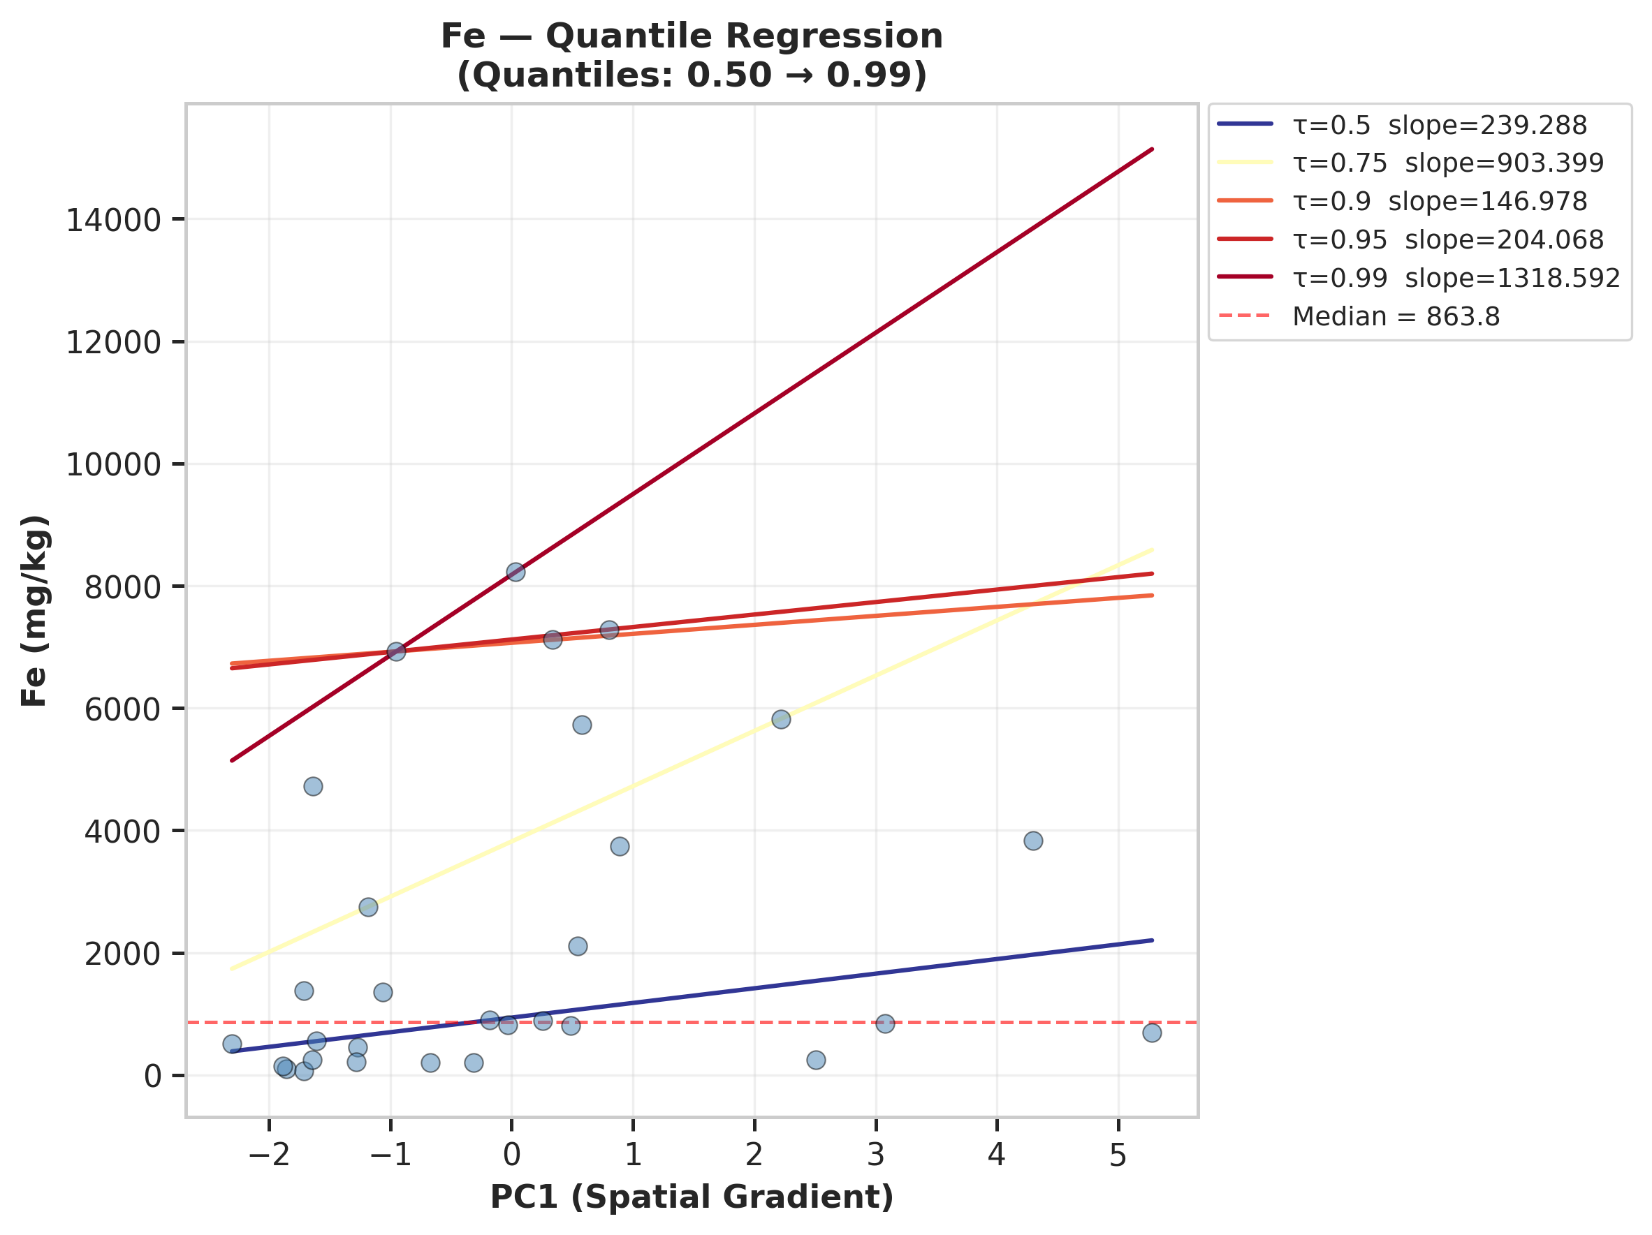 Fe — Quantile Regression
(Quantiles: 0.50 → 0.99)
τ=0.5 slope=239.288
τ=0.75 slope=903.399
τ=0.9 slope=146.978
τ=0.95 slope=204.068
τ=0.99 slope=1318.592
Median = 863.8
Fe (mg/kg)
14000
12000
10000
8000
6000
4000
2000
0
−2 −1 0 1 2 3 4 5
PC1 (Spatial Gradient)